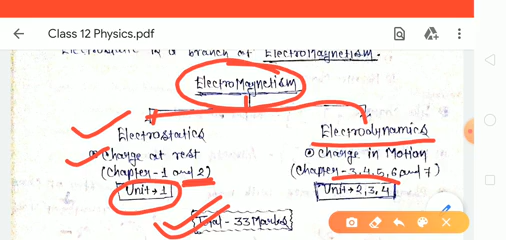 Class 12 Physics.pdf
Electrostatic is a branch of ElectroMagnetism.
ElectroMagnetism
Electrostatics
Electrodynamics
Charge at rest
Charge in Motion
(Chapter - 1 and 2)
(Chapter - 3, 4, 5, 6 and 7)
Unit → 1
Unit → 2, 3, 4
Total - 33 Marks